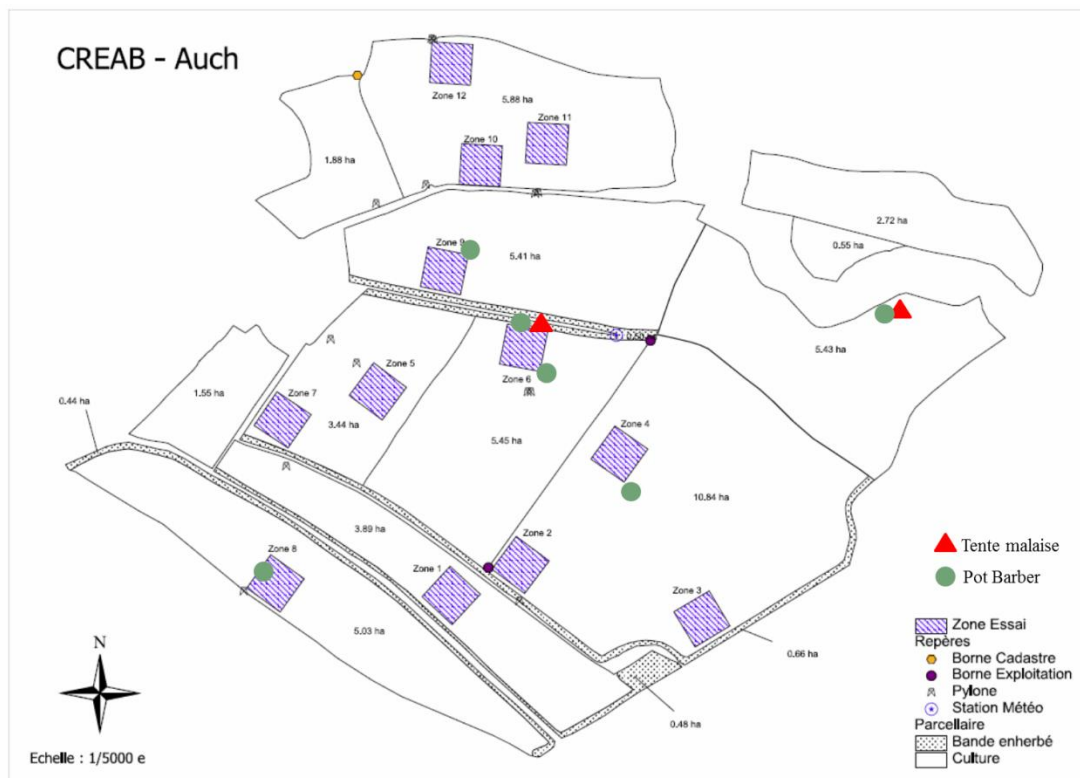 CREAB - Auch
Zone 12
5.88 ha
Zone 11
Zone 10
1.88 ha
2.72 ha
0.55 ha
Zone 9
5.41 ha
5.43 ha
Zone 5
Zone 6
1.55 ha
0.44 ha
Zone 7
3.44 ha
5.45 ha
Zone 4
10.84 ha
3.89 ha
Zone 2
Zone 8
Zone 1
Zone 3
5.03 ha
0.66 ha
0.48 ha
Tente malaise
Pot Barber
Zone Essai
Repères
Borne Cadastre
Borne Exploitation
Pylone
Station Météo
Parcellaire
Bande enherbé
Culture
N
Echelle : 1/5000 e